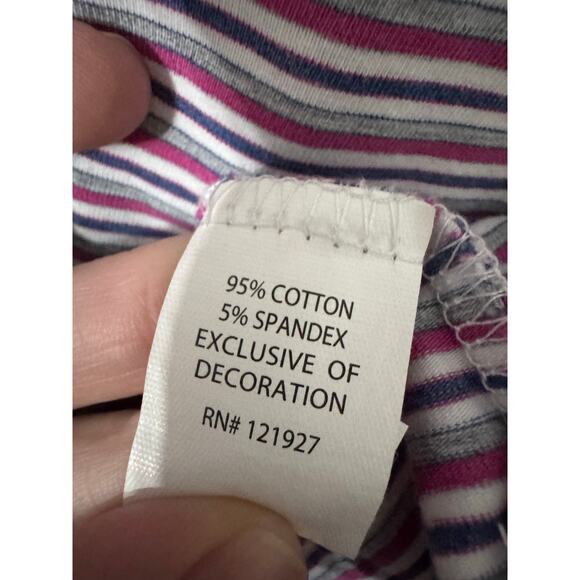 95% COTTON
5% SPANDEX
EXCLUSIVE OF
DECORATION
RN# 121927